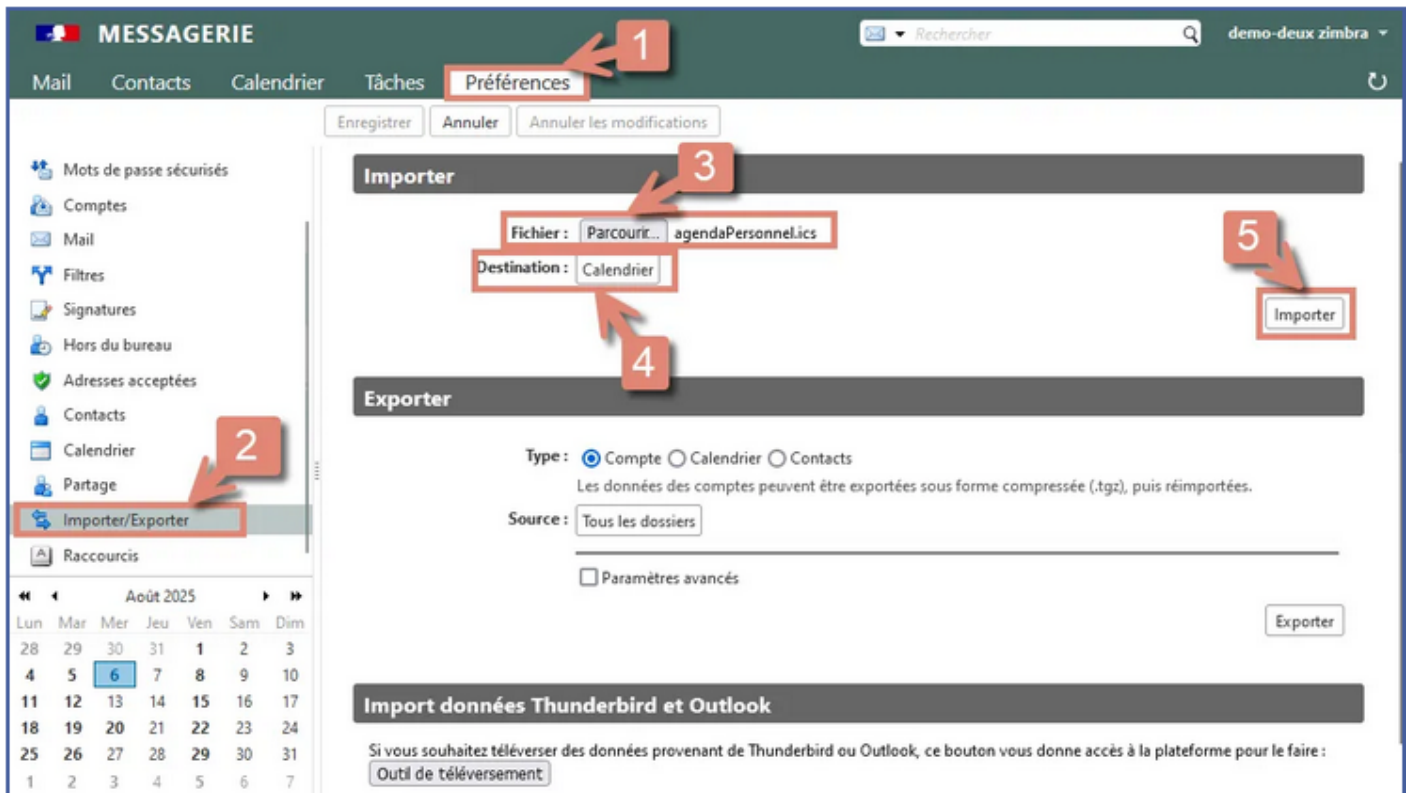 MESSAGERIE
Rechercher
demo-deux zimbra
1
Mail Contacts Calendrier Tâches Préférences
Enregistrer Annuler Annuler les modifications
Mots de passe sécurisés
Comptes
Mail
Filtres
Signatures
Hors du bureau
Adresses acceptées
Contacts
Calendrier
Partage
2
Importer/Exporter
Raccourcis
Août 2025
Lun Mar Mer Jeu Ven Sam Dim
28 29 30 31 1 2 3
4 5 6 7 8 9 10
11 12 13 14 15 16 17
18 19 20 21 22 23 24
25 26 27 28 29 30 31
1 2 3 4 5 6 7
Importer
3
Fichier : Parcourir... agendaPersonnel.ics
Destination : Calendrier
4
5
Importer
Exporter
Type : Compte Calendrier Contacts
Les données des comptes peuvent être exportées sous forme compressée (.tgz), puis réimportées.
Source : Tous les dossiers
Paramètres avancés
Exporter
Import données Thunderbird et Outlook
Si vous souhaitez téléverser des données provenant de Thunderbird ou Outlook, ce bouton vous donne accès à la plateforme pour le faire :
Outil de téléversement